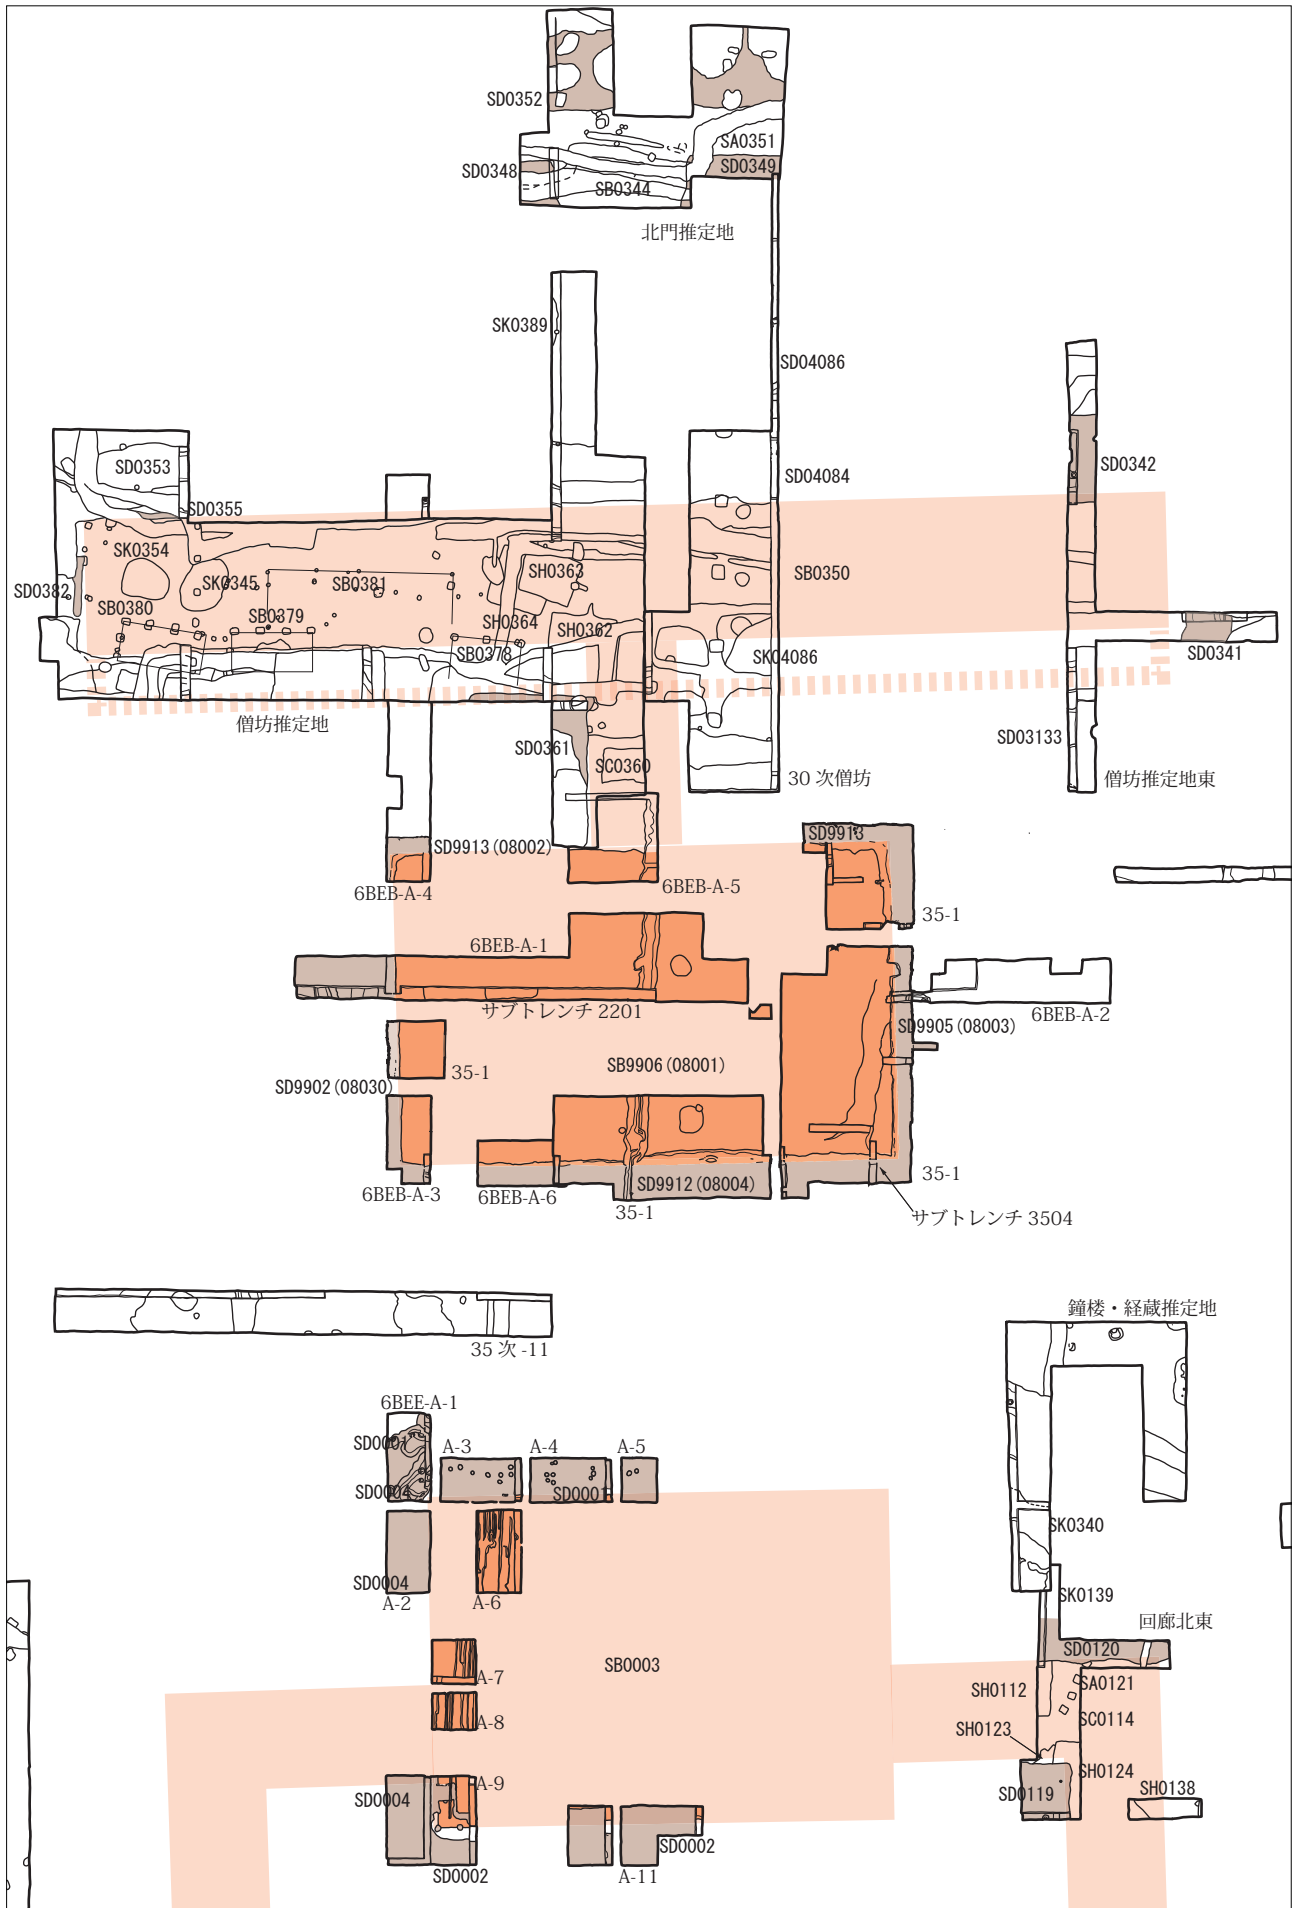 SD0352
SA0351
SD0348
SD0349
SB0344
北門推定地
SK0389
SD04086
SD0353
SD0342
SD04084
SD0355
SK0354
SH0363
SD0382
SK0345
SB0381
SB0350
SB0380
SB0379
SH0364
SH0362
SB0378
SK04086
SD0341
僧坊推定地
SD0361
SC0360
SD03133
30 次僧坊
僧坊推定地東
SD9913
SD9913(08002)
6BEB-A-4
6BEB-A-5
35-1
6BEB-A-1
サブトレンチ 2201
SD9905(08003)
6BEB-A-2
SB9906(08001)
35-1
SD9902(08030)
6BEB-A-3
6BEB-A-6
SD9912(08004)
35-1
35-1
サブトレンチ 3504
鐘楼・経蔵推定地
35 次 -11
6BEE-A-1
SD0001
A-3
A-4
A-5
SD0004
SD0001
SK0340
SD0004
A-2
A-6
SK0139
回廊北東
SD0120
SB0003
A-7
SH0112
SA0121
A-8
SC0114
SH0123
A-9
SH0124
SD0004
SD0119
SH0138
SD0002
SD0002
A-11